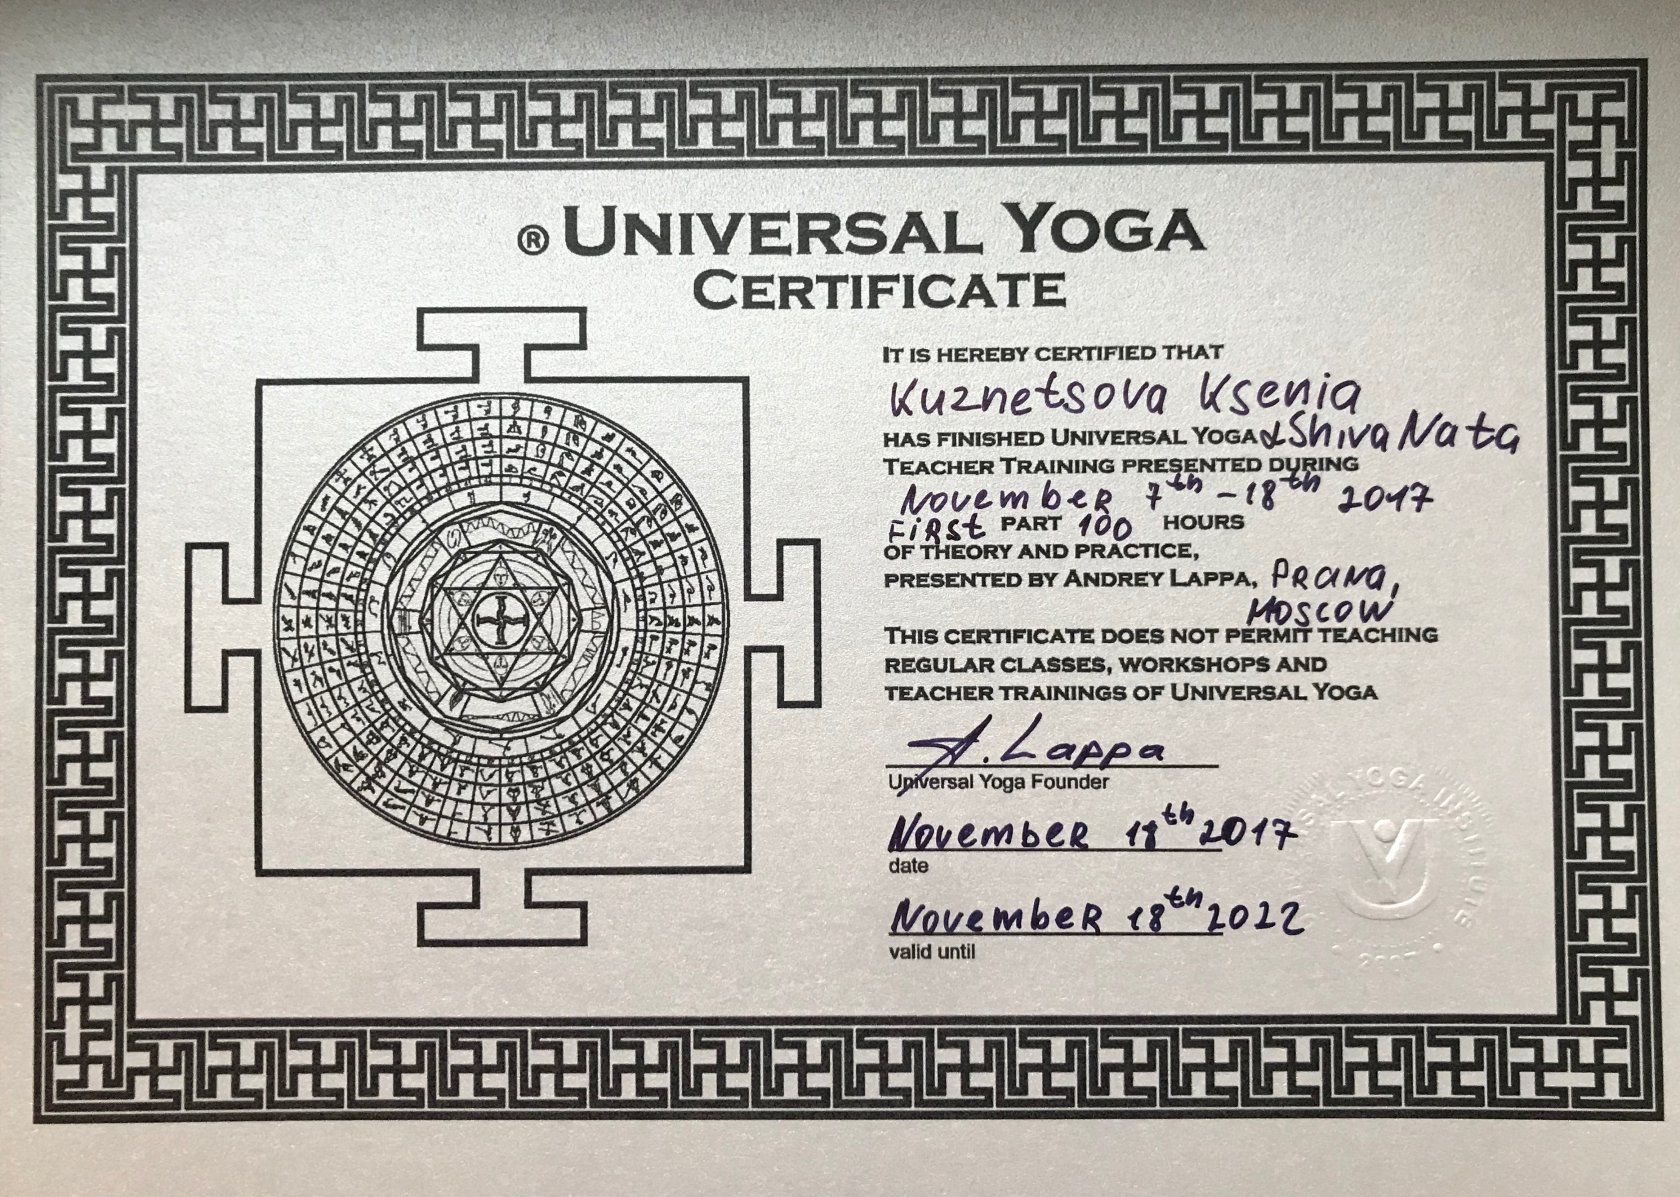 ® UNIVERSAL YOGA
CERTIFICATE
IT IS HEREBY CERTIFIED THAT
Kuznetsova Ksenia
HAS FINISHED UNIVERSAL YOGA & Shiva Nata
TEACHER TRAINING PRESENTED DURING
November 7th - 18th 2017
First PART 100 HOURS
OF THEORY AND PRACTICE,
PRESENTED BY ANDREY LAPPA, Prana,
Moscow
THIS CERTIFICATE DOES NOT PERMIT TEACHING
REGULAR CLASSES, WORKSHOPS AND
TEACHER TRAININGS OF UNIVERSAL YOGA
A. Lappa
Universal Yoga Founder
November 18th 2017
date
November 18th 2022
valid until
UNIVERSAL YOGA INSTITUTE